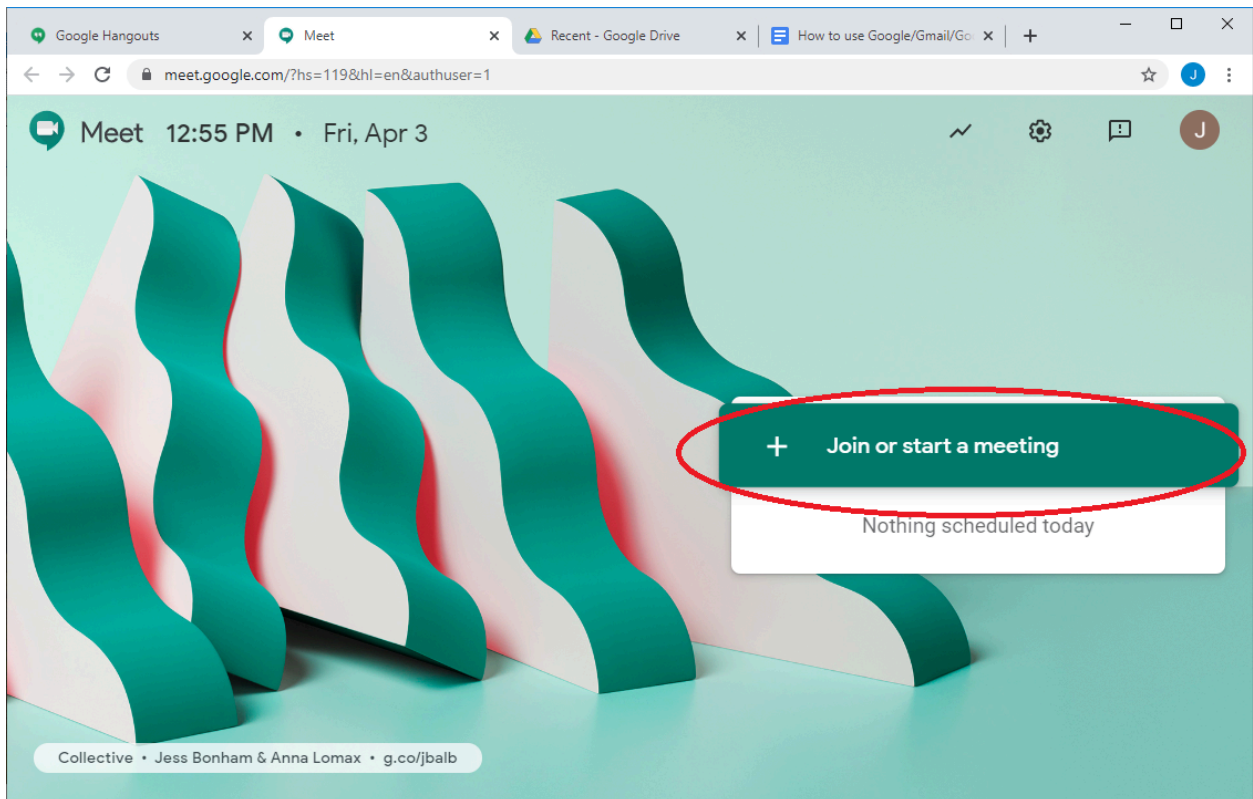 Google Hangouts
Meet
Recent - Google Drive
How to use Google/Gmail/Go
meet.google.com/?hs=119&hl=en&authuser=1
J
Meet 12:55 PM • Fri, Apr 3
J
+ Join or start a meeting
Nothing scheduled today
Collective • Jess Bonham & Anna Lomax • g.co/jbalb